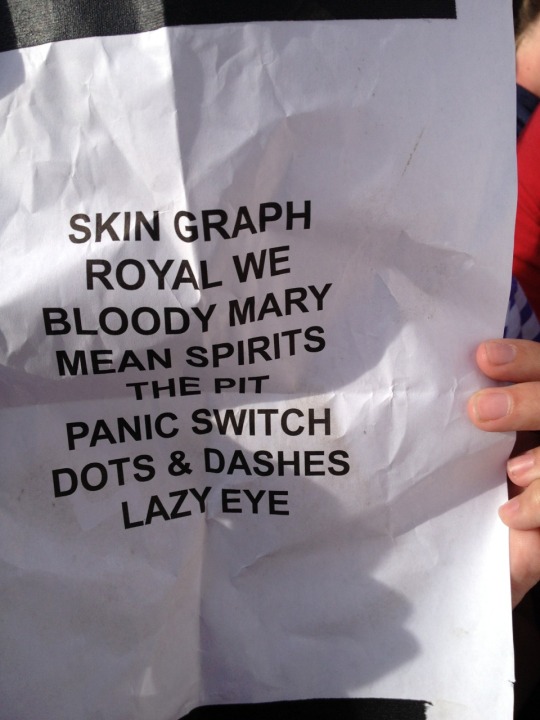 SKIN GRAPH
ROYAL WE
BLOODY MARY
MEAN SPIRITS
THE PIT
PANIC SWITCH
DOTS & DASHES
LAZY EYE